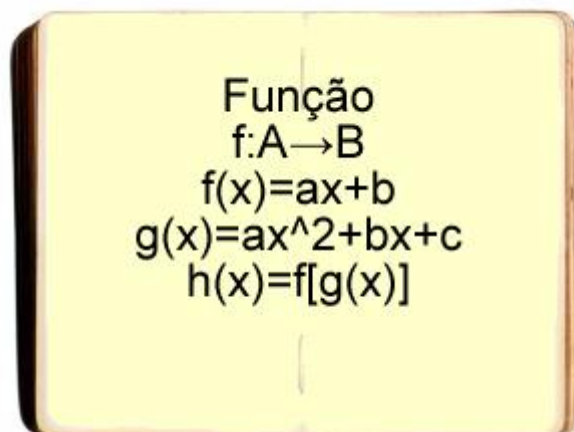 Função
f:A→B
f(x)=ax+b
g(x)=ax^2+bx+c
h(x)=f[g(x)]